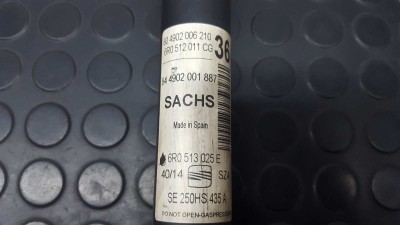 84 4902 006 210
6R0 512 011 CG
36
84 4902 001 887
SACHS
Made in Spain
6R0 513 025 E
40/14
SZA
SE 250HS 435 A
DO NOT OPEN-GASPRESSURE